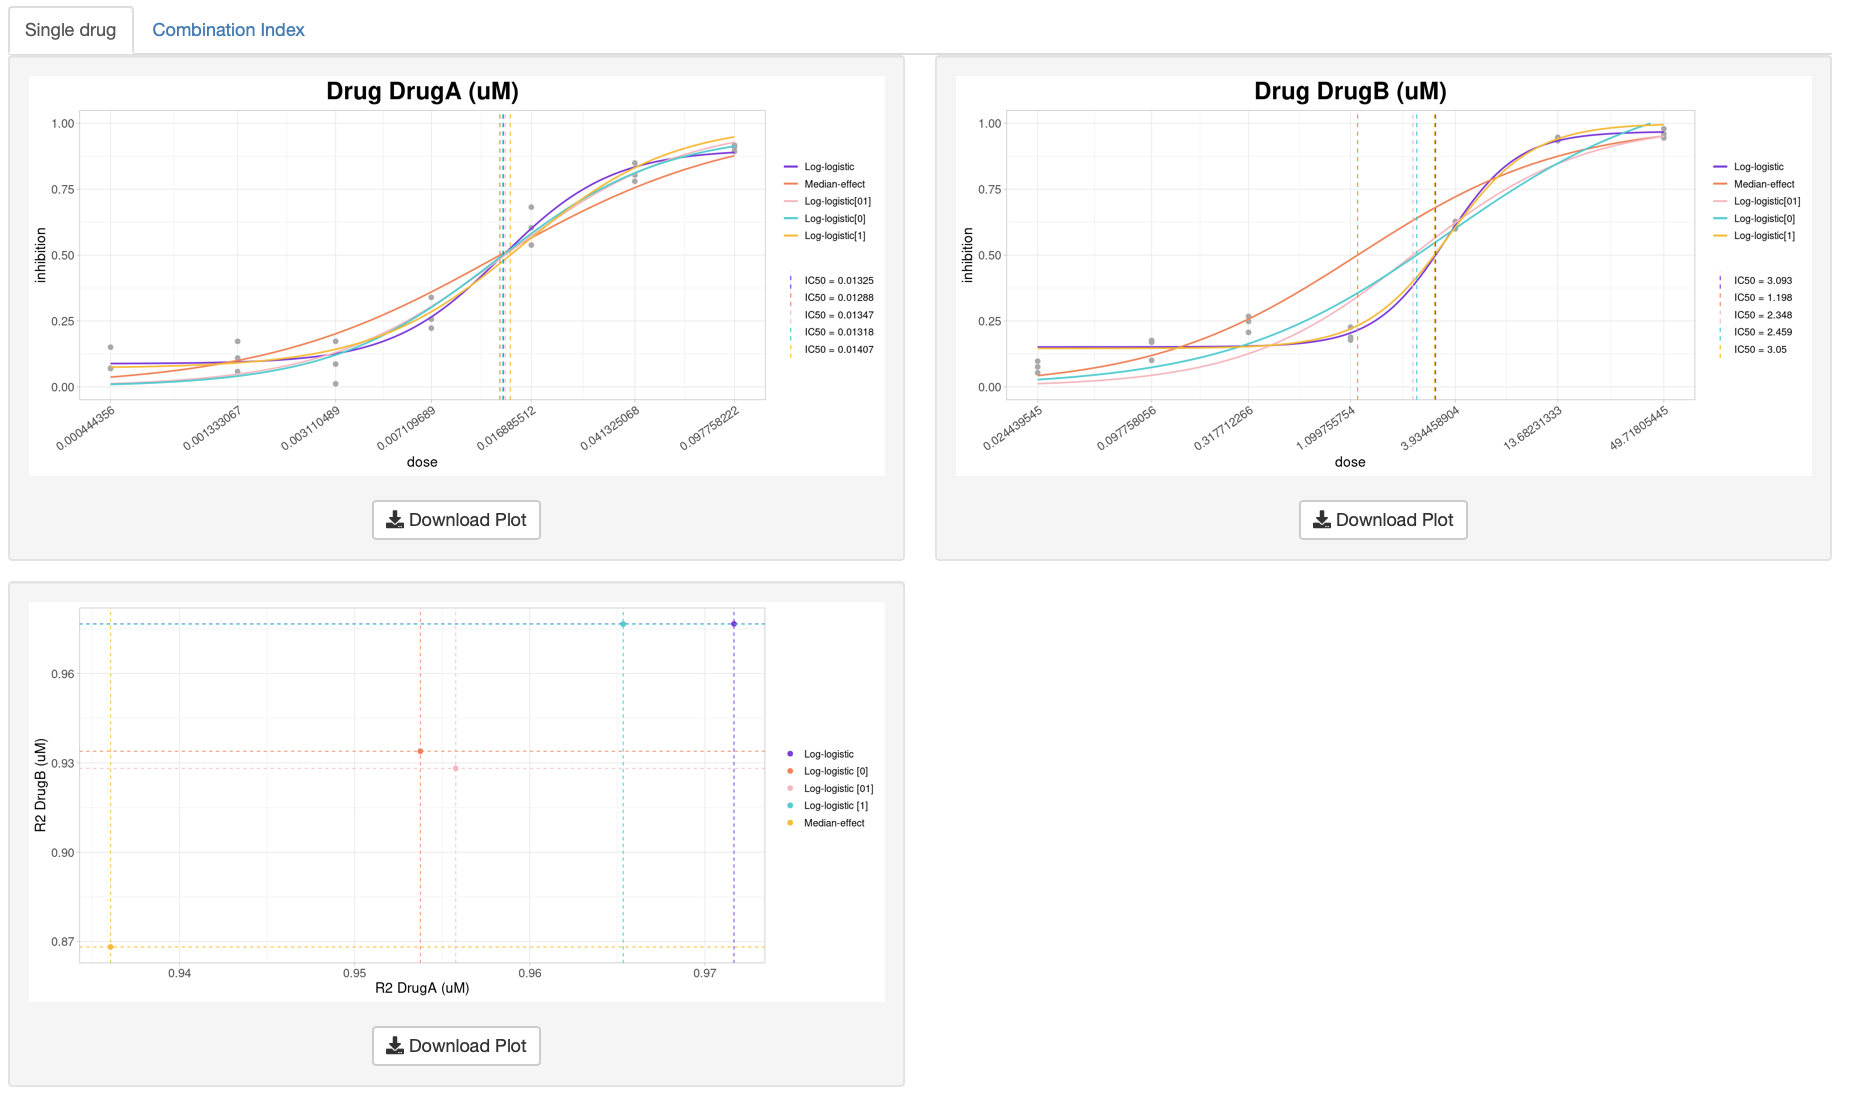 Single drug
Combination Index
Drug DrugA (uM)
1.00
0.75
0.50
0.25
0.00
inhibition
0.000444356
0.001333067
0.003110489
0.007109689
0.016885512
0.041325068
0.097758222
dose
Log-logistic
Median-effect
Log-logistic[01]
Log-logistic[0]
Log-logistic[1]
IC50 = 0.01325
IC50 = 0.01288
IC50 = 0.01347
IC50 = 0.01318
IC50 = 0.01407
Download Plot
Drug DrugB (uM)
1.00
0.75
0.50
0.25
0.00
inhibition
0.024439545
0.097758056
0.317712266
1.099755754
3.934458904
13.68231333
49.71805445
dose
Log-logistic
Median-effect
Log-logistic[01]
Log-logistic[0]
Log-logistic[1]
IC50 = 3.093
IC50 = 1.198
IC50 = 2.348
IC50 = 2.459
IC50 = 3.05
Download Plot
0.96
0.93
0.90
0.87
R2 DrugB (uM)
0.94
0.95
0.96
0.97
R2 DrugA (uM)
Log-logistic
Log-logistic [0]
Log-logistic [01]
Log-logistic [1]
Median-effect
Download Plot